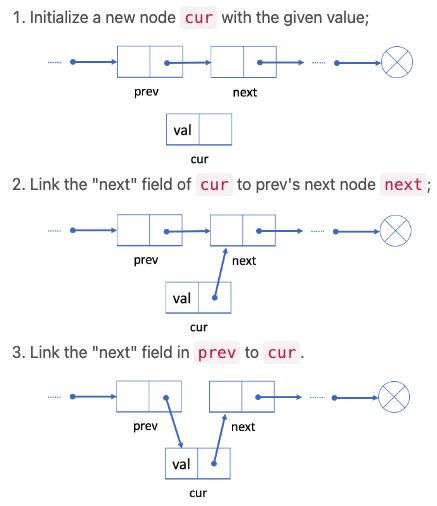 1. Initialize a new node cur with the given value;
prev
next
val
cur
2. Link the "next" field of cur to prev's next node next;
prev
next
val
cur
3. Link the "next" field in prev to cur.
prev
next
val
cur